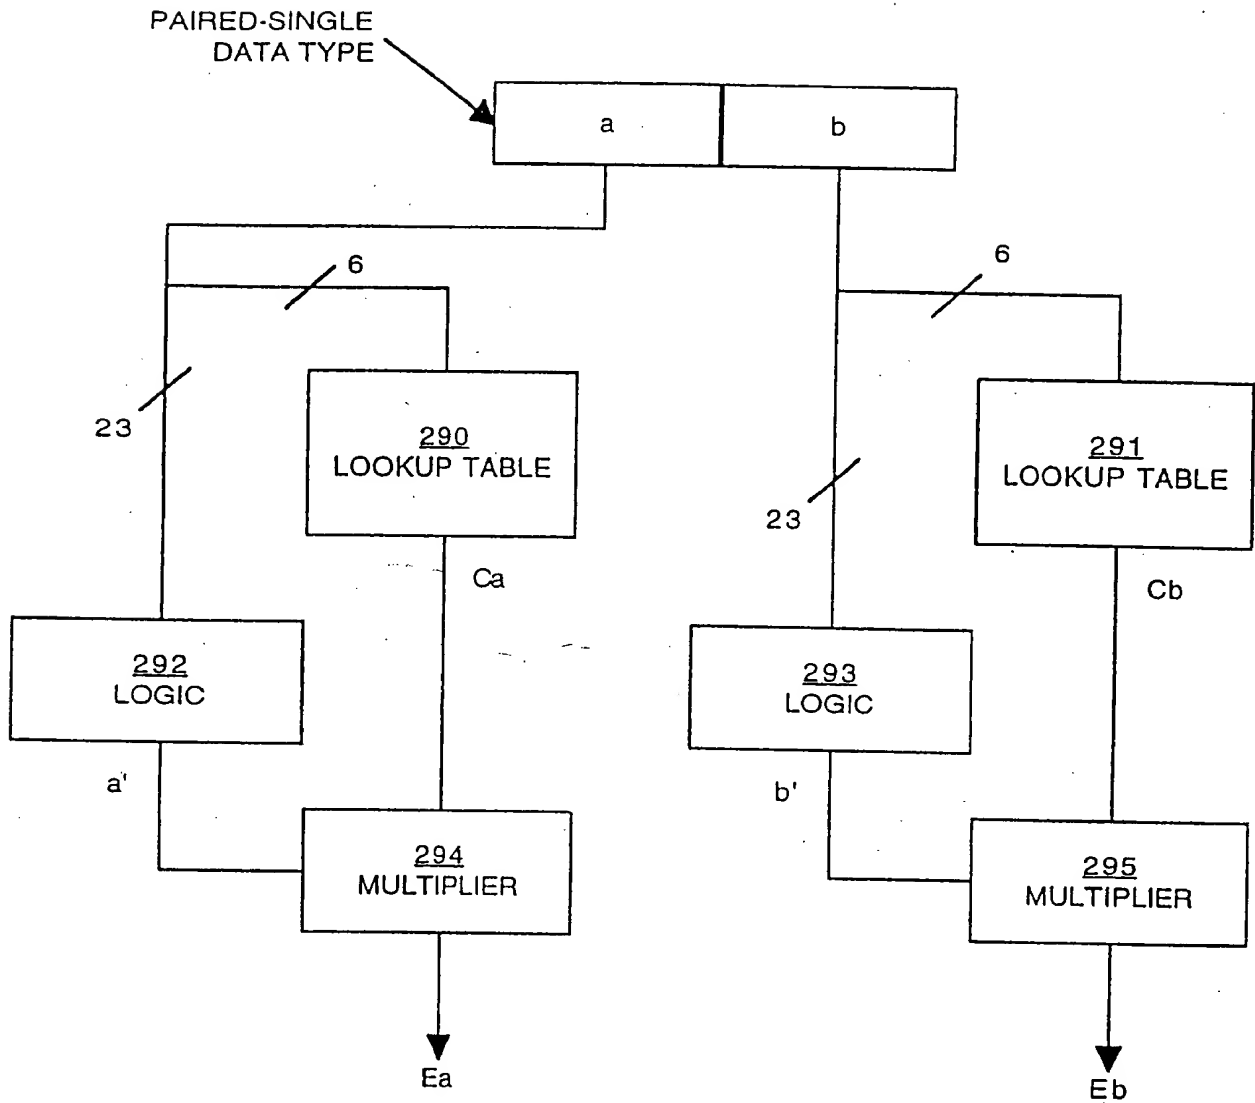 PAIRED-SINGLE
DATA TYPE
a
b
6
6
23
290
LOOKUP TABLE
291
LOOKUP TABLE
23
Ca
Cb
292
LOGIC
293
LOGIC
a'
b'
294
MULTIPLIER
295
MULTIPLIER
Ea
Eb